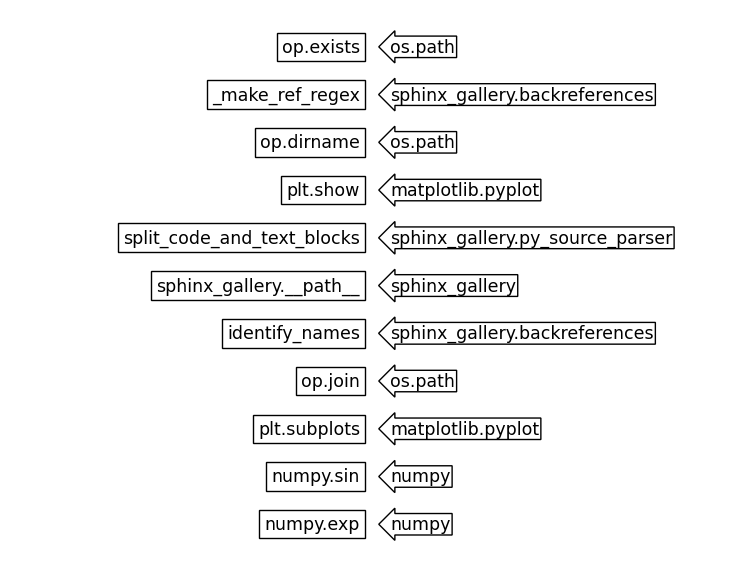 op.exists os.path
_make_ref_regex sphinx_gallery.backreferences
op.dirname os.path
plt.show matplotlib.pyplot
split_code_and_text_blocks sphinx_gallery.py_source_parser
sphinx_gallery.__path__ sphinx_gallery
identify_names sphinx_gallery.backreferences
op.join os.path
plt.subplots matplotlib.pyplot
numpy.sin numpy
numpy.exp numpy